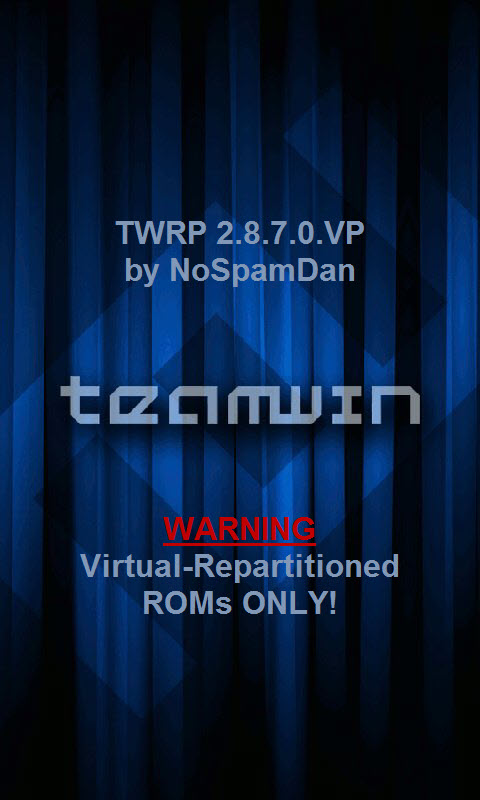 TWRP 2.8.7.0.VP
by NoSpamDan
teamwin
WARNING
Virtual-Repartitioned
ROMs ONLY!